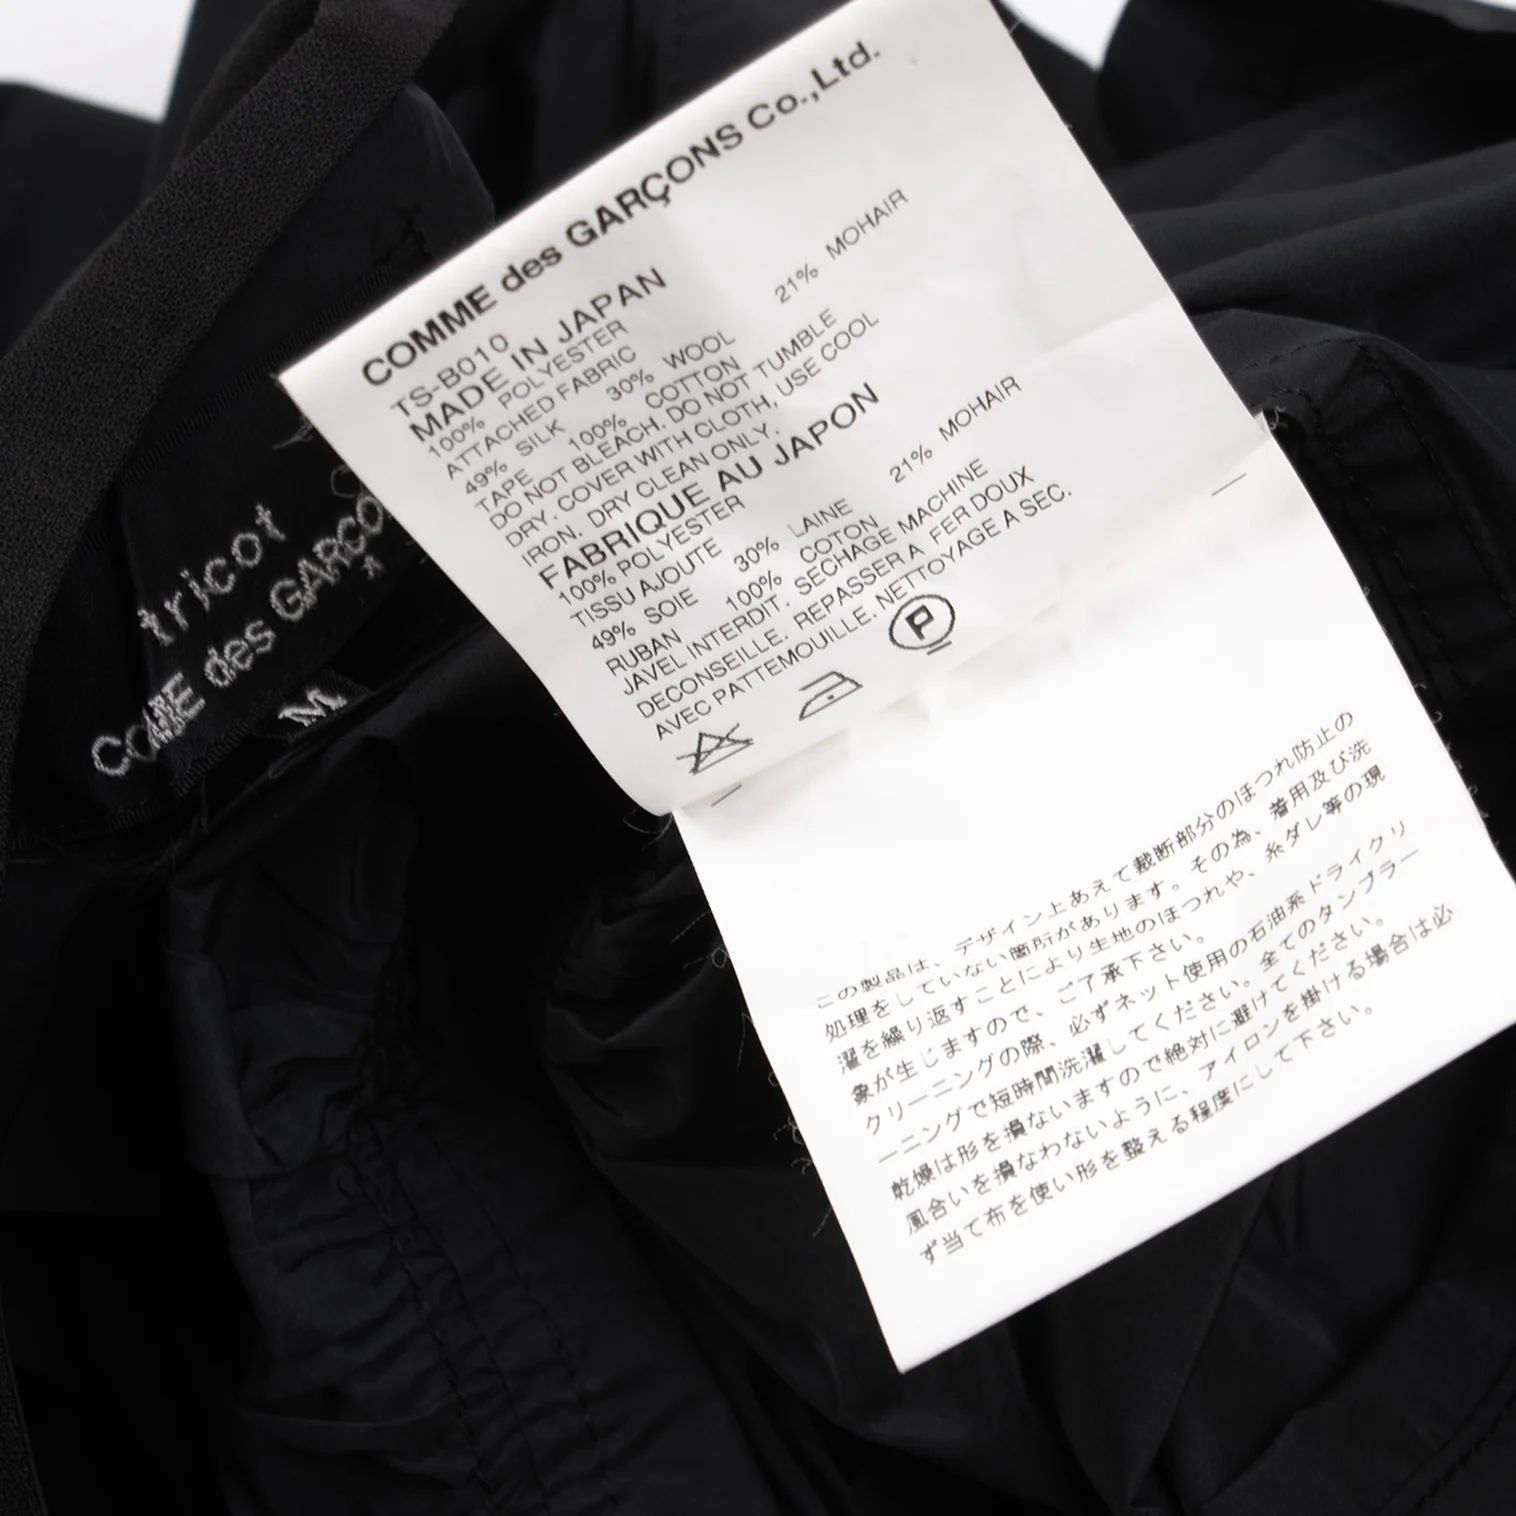 COMME des GARÇONS Co.,Ltd.
TS-B010
MADE IN JAPAN
100% POLYESTER
ATTACHED FABRIC
49% SILK 30% WOOL 21% MOHAIR
TAPE 100% COTTON
DO NOT BLEACH. DO NOT TUMBLE
DRY. COVER WITH CLOTH, USE COOL
IRON. DRY CLEAN ONLY.
FABRIQUE AU JAPON
100% POLYESTER
TISSU AJOUTE
49% SOIE 30% LAINE 21% MOHAIR
RUBAN 100% COTON
JAVEL INTERDIT. SECHAGE MACHINE
DECONSEILLE. REPASSER A FER DOUX
AVEC PATTEMOUILLE. NETTOYAGE A SEC.
P
この製品は、デザイン上あえて裁断部分のほつれ防止の
処理をしていない箇所があります。その為、着用及び洗
濯を繰り返すことにより生地のほつれや、糸ダレ等の現
象が生じますので、ご了承下さい。
クリーニングの際、必ずネット使用の石油系ドライクリ
ーニングで短時間洗濯してください。全てのタンブラー
乾燥は形を損ないますので絶対に避けてください。
風合いを損なわないように、アイロンを掛ける場合は必
ず当て布を使い形を整える程度にして下さい。
tricot
COMME des GARÇO
M